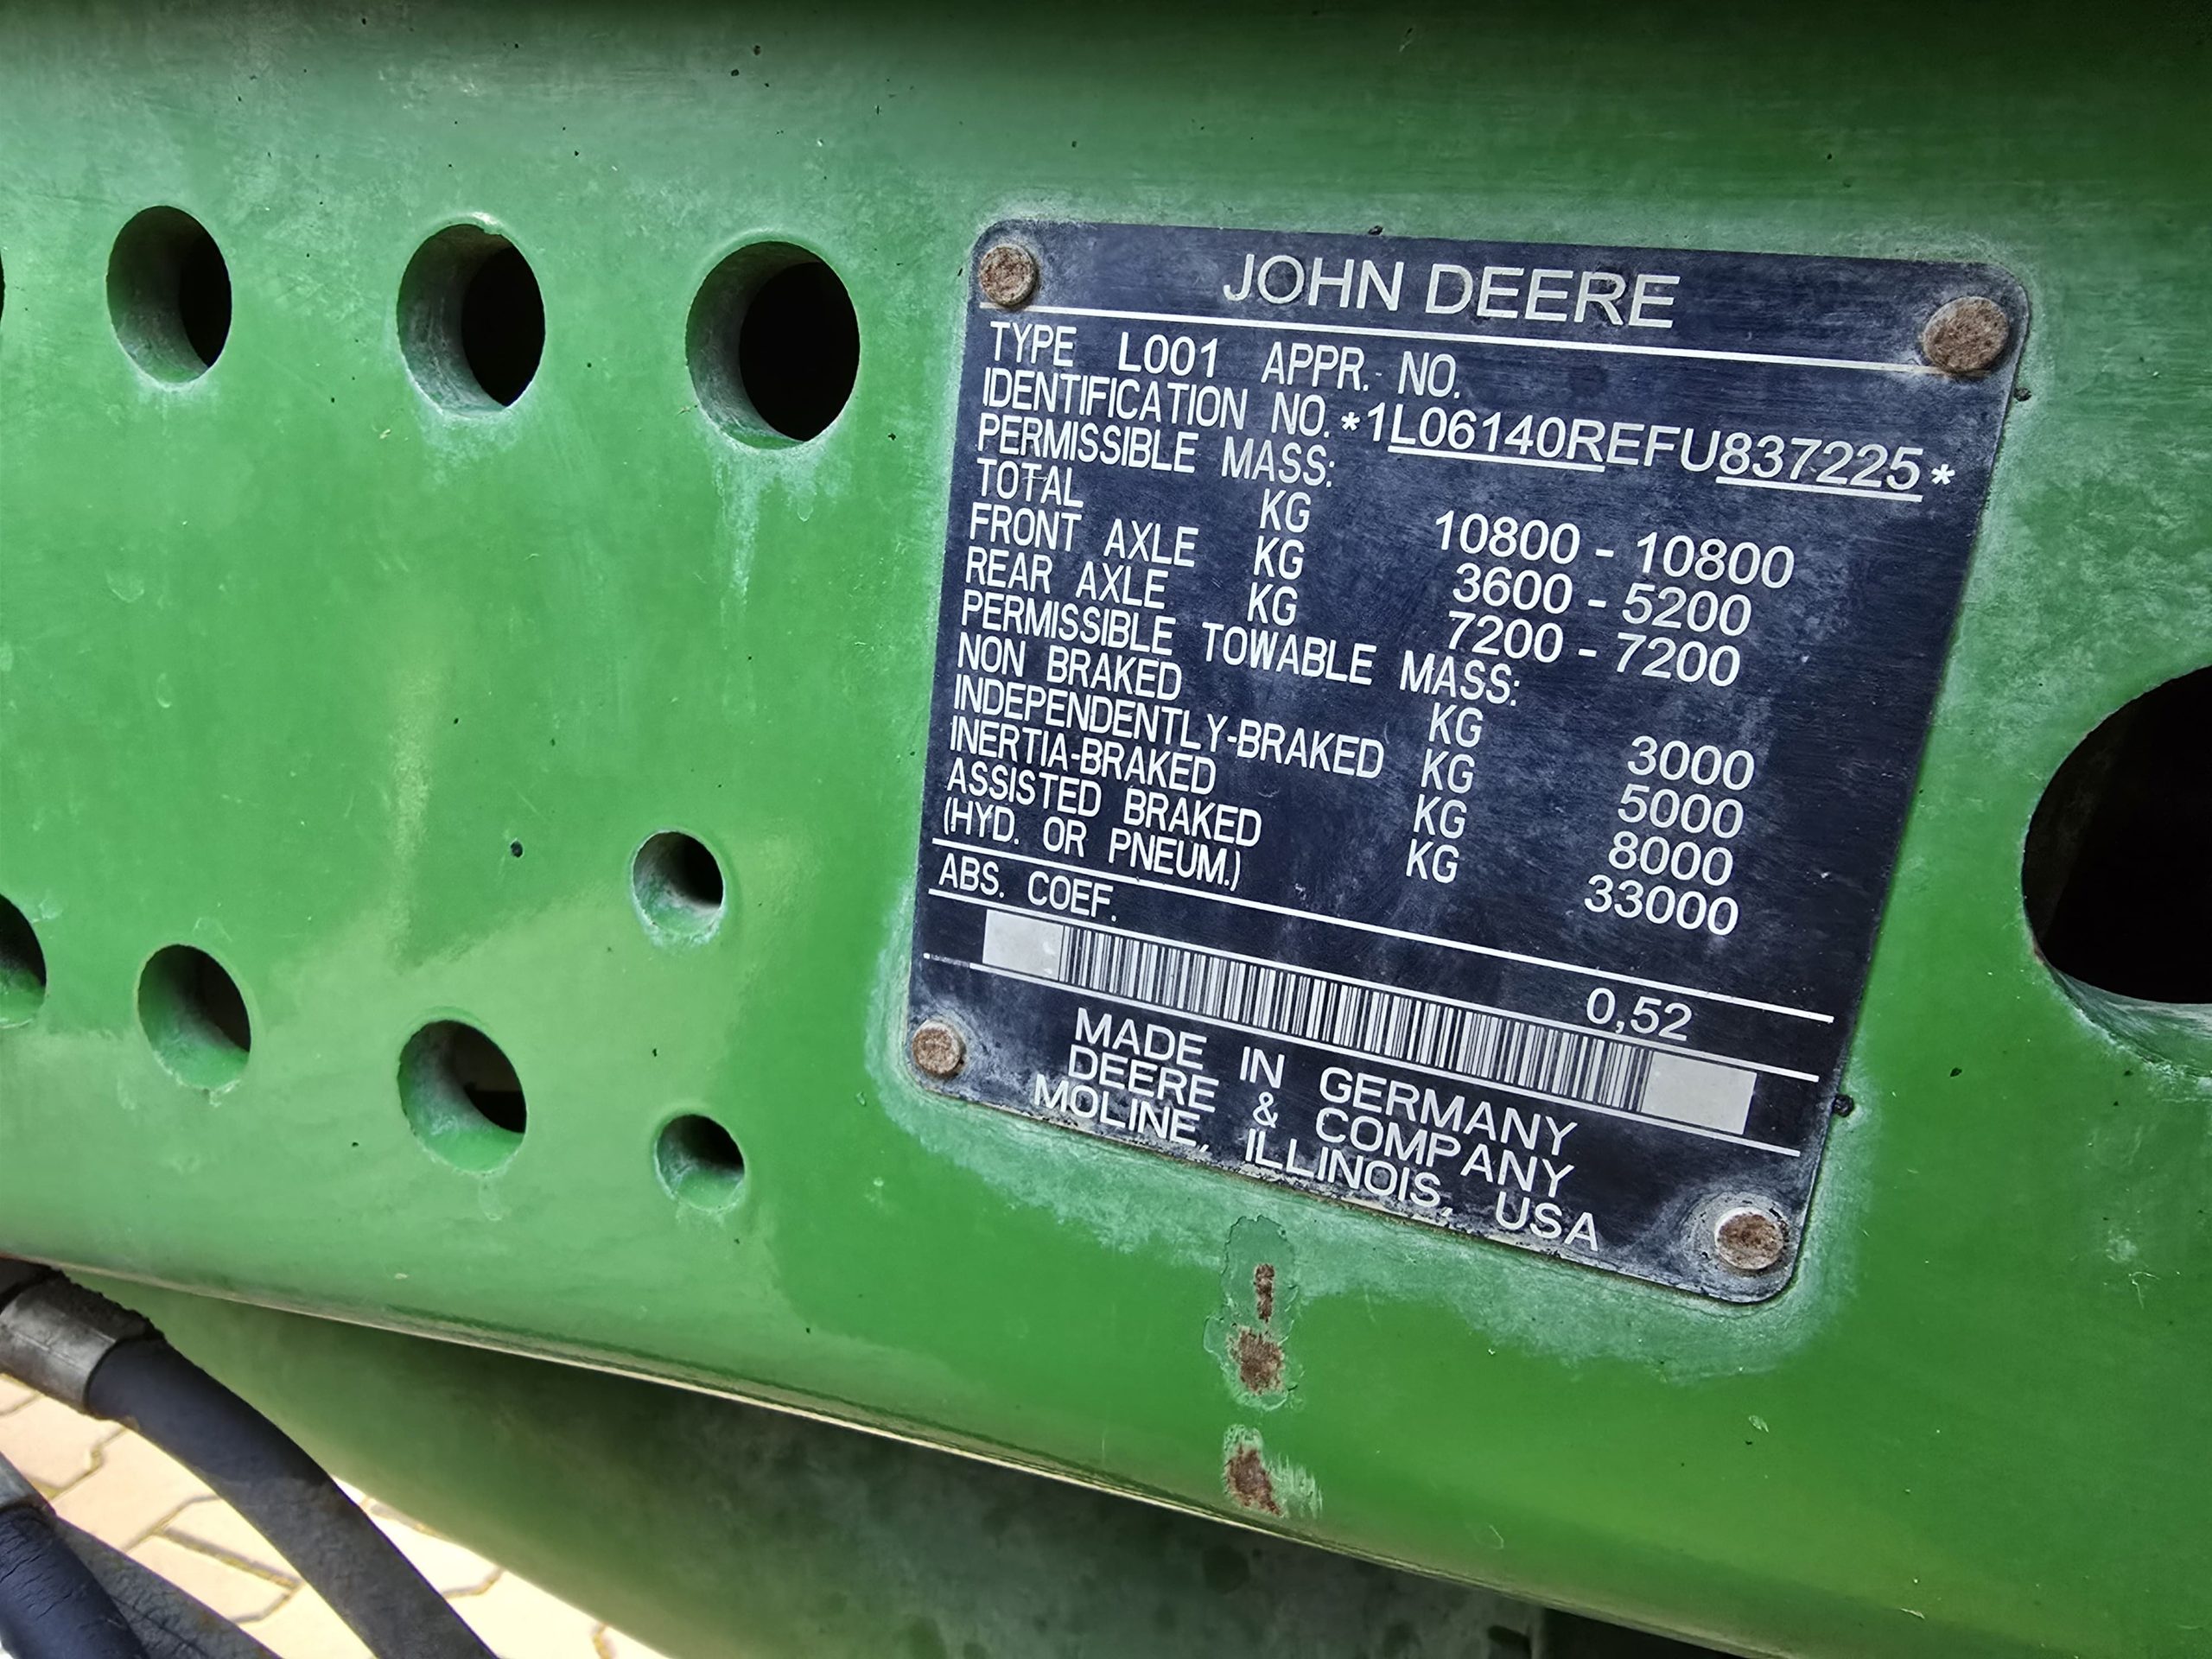 JOHN DEERE
TYPE L001 APPR. NO.
IDENTIFICATION NO. *1L06140REFU837225*
PERMISSIBLE MASS:
TOTAL KG 10800 - 10800
FRONT AXLE KG 3600 - 5200
REAR AXLE KG 7200 - 7200
PERMISSIBLE TOWABLE MASS:
NON BRAKED KG 3000
INDEPENDENTLY-BRAKED KG 5000
INERTIA-BRAKED KG 8000
ASSISTED BRAKED KG 33000
(HYD. OR PNEUM.)
ABS. COEF. 0,52
MADE IN GERMANY
DEERE & COMPANY
MOLINE, ILLINOIS, USA